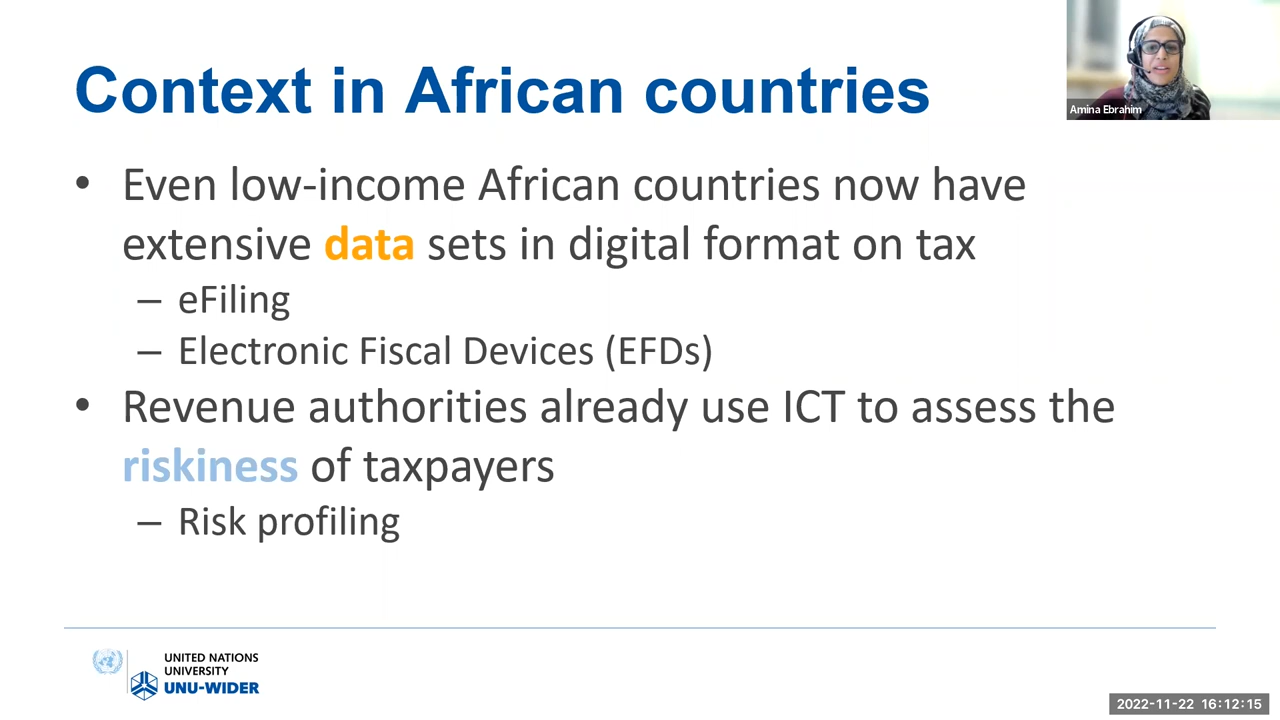 Context in African countries
Amina Ebrahim
• Even low-income African countries now have
extensive data sets in digital format on tax
– eFiling
– Electronic Fiscal Devices (EFDs)
• Revenue authorities already use ICT to assess the
riskiness of taxpayers
– Risk profiling
UNITED NATIONS
UNIVERSITY
UNU-WIDER
2022-11-22 16:12:15